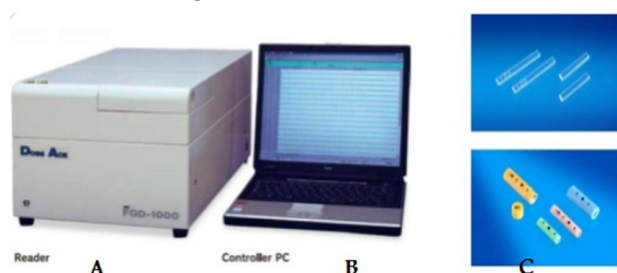 Dose Ace
FGD-1000
Reader
Controller PC
A
B
C